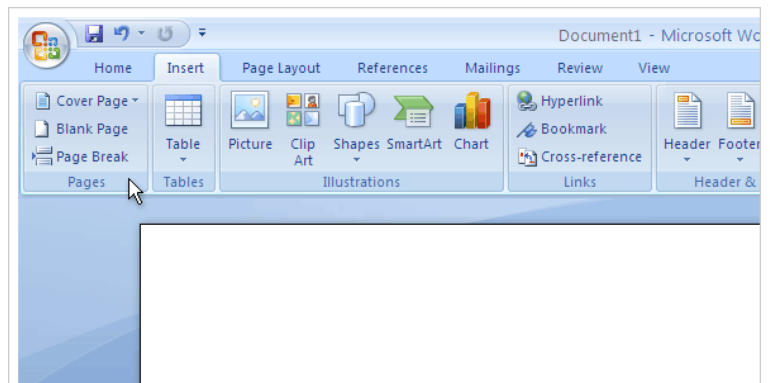 Document1 - Microsoft Wo
Home Insert Page Layout References Mailings Review View
Cover Page
Blank Page
Page Break
Pages
Table
Tables
Picture Clip Art Shapes SmartArt Chart
Illustrations
Hyperlink
Bookmark
Cross-reference
Links
Header Footer
Header &